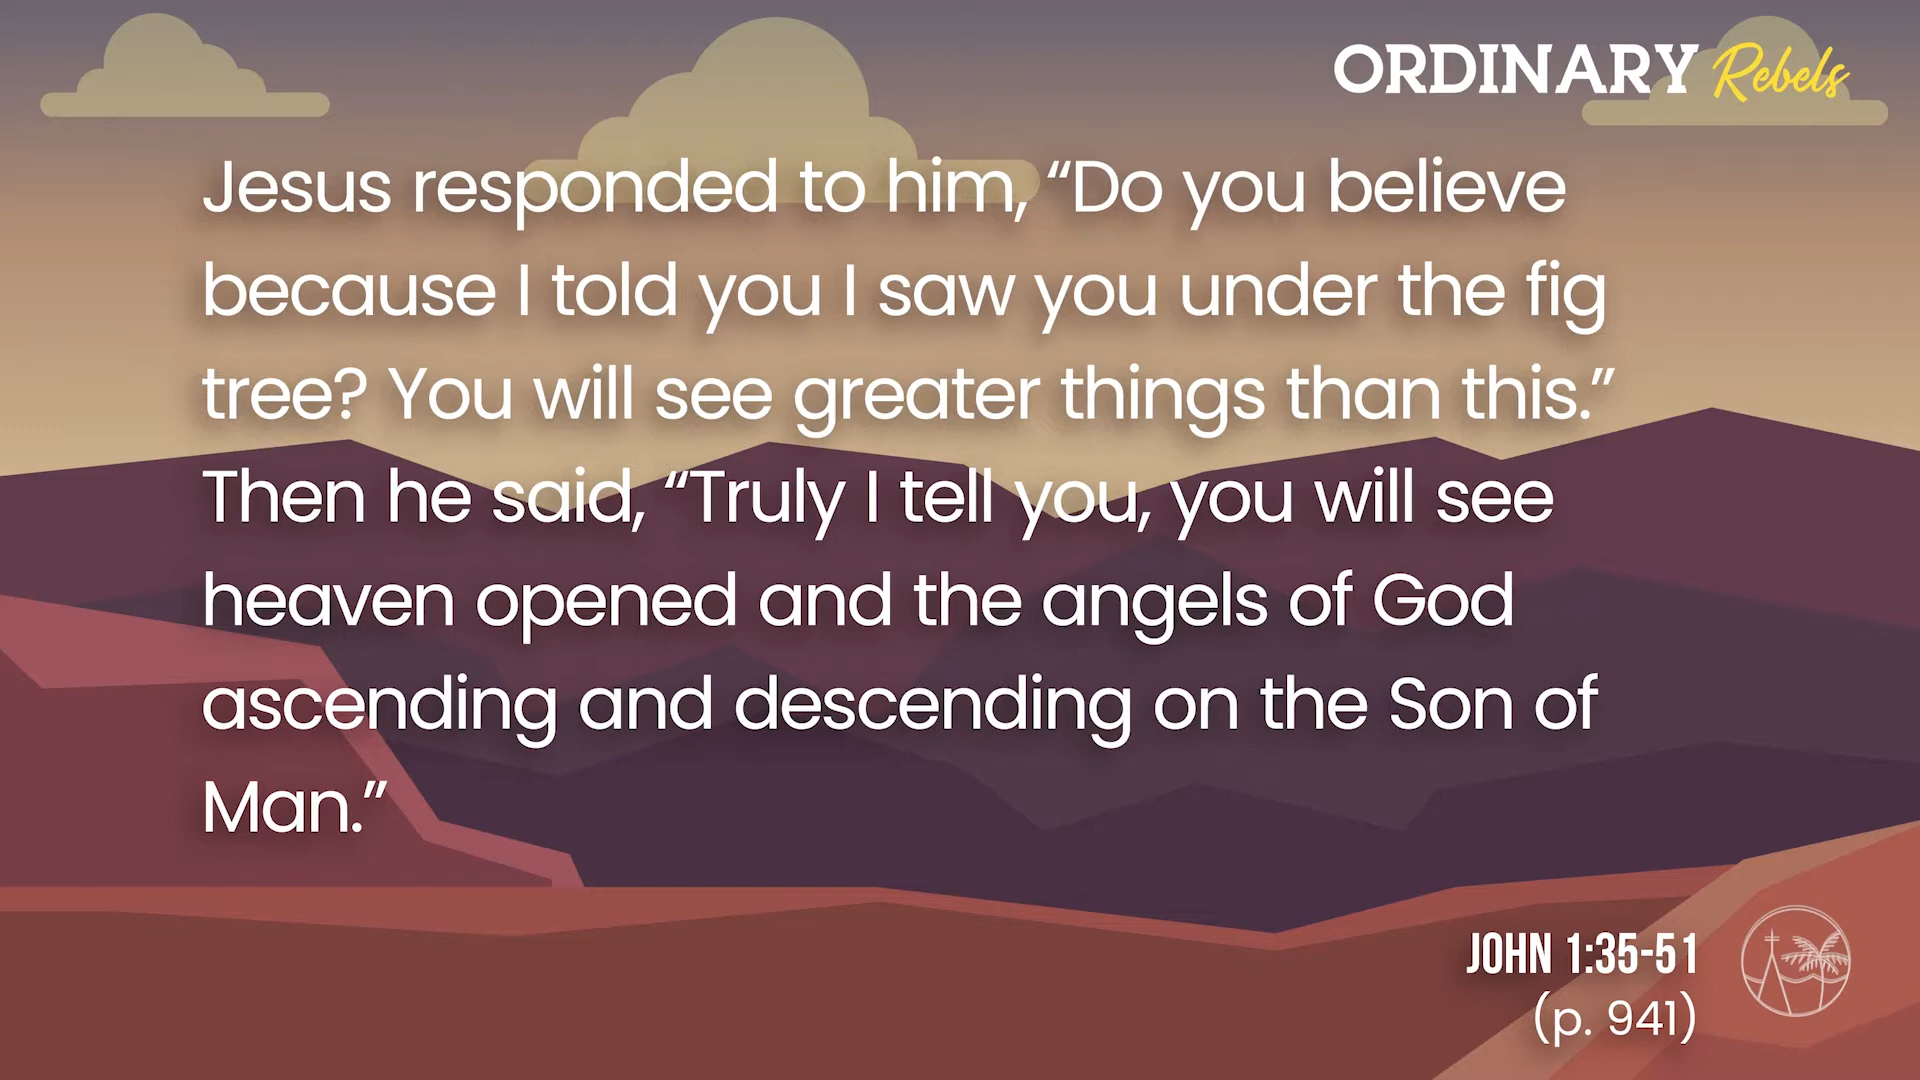 ORDINARY Rebels
Jesus responded to him, “Do you believe
because I told you I saw you under the fig
tree? You will see greater things than this.”
Then he said, “Truly I tell you, you will see
heaven opened and the angels of God
ascending and descending on the Son of
Man.”
JOHN 1:35-51
(p. 941)